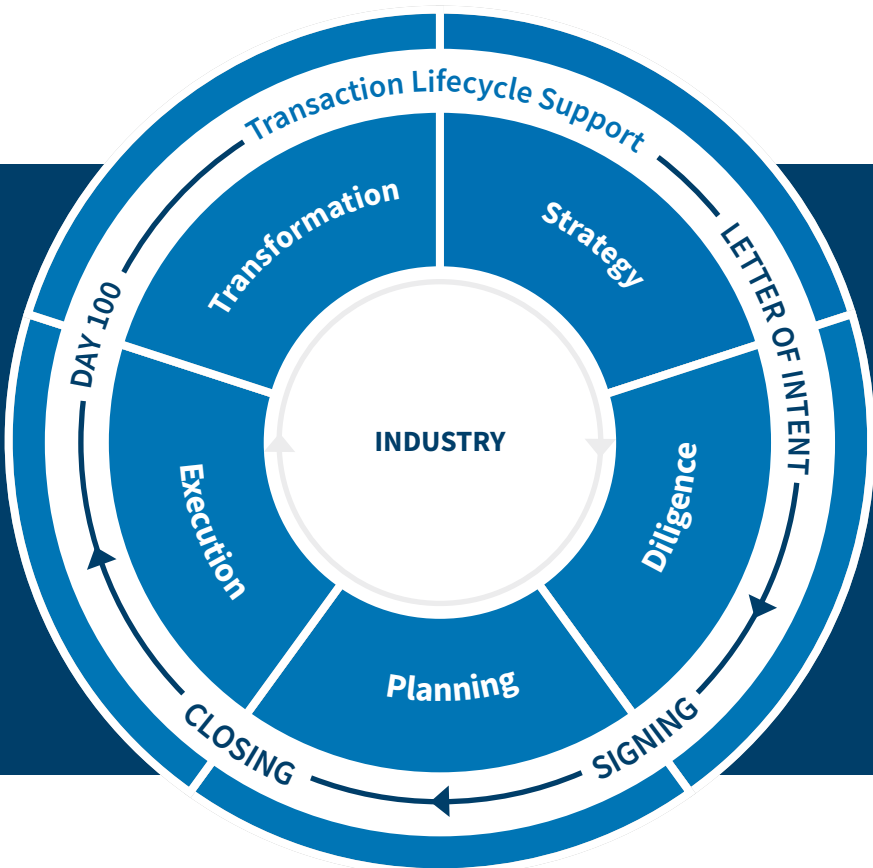 Transaction Lifecycle Support
Strategy
LETTER OF INTENT
Diligence
SIGNING
Planning
CLOSING
Execution
DAY 100
Transformation
INDUSTRY